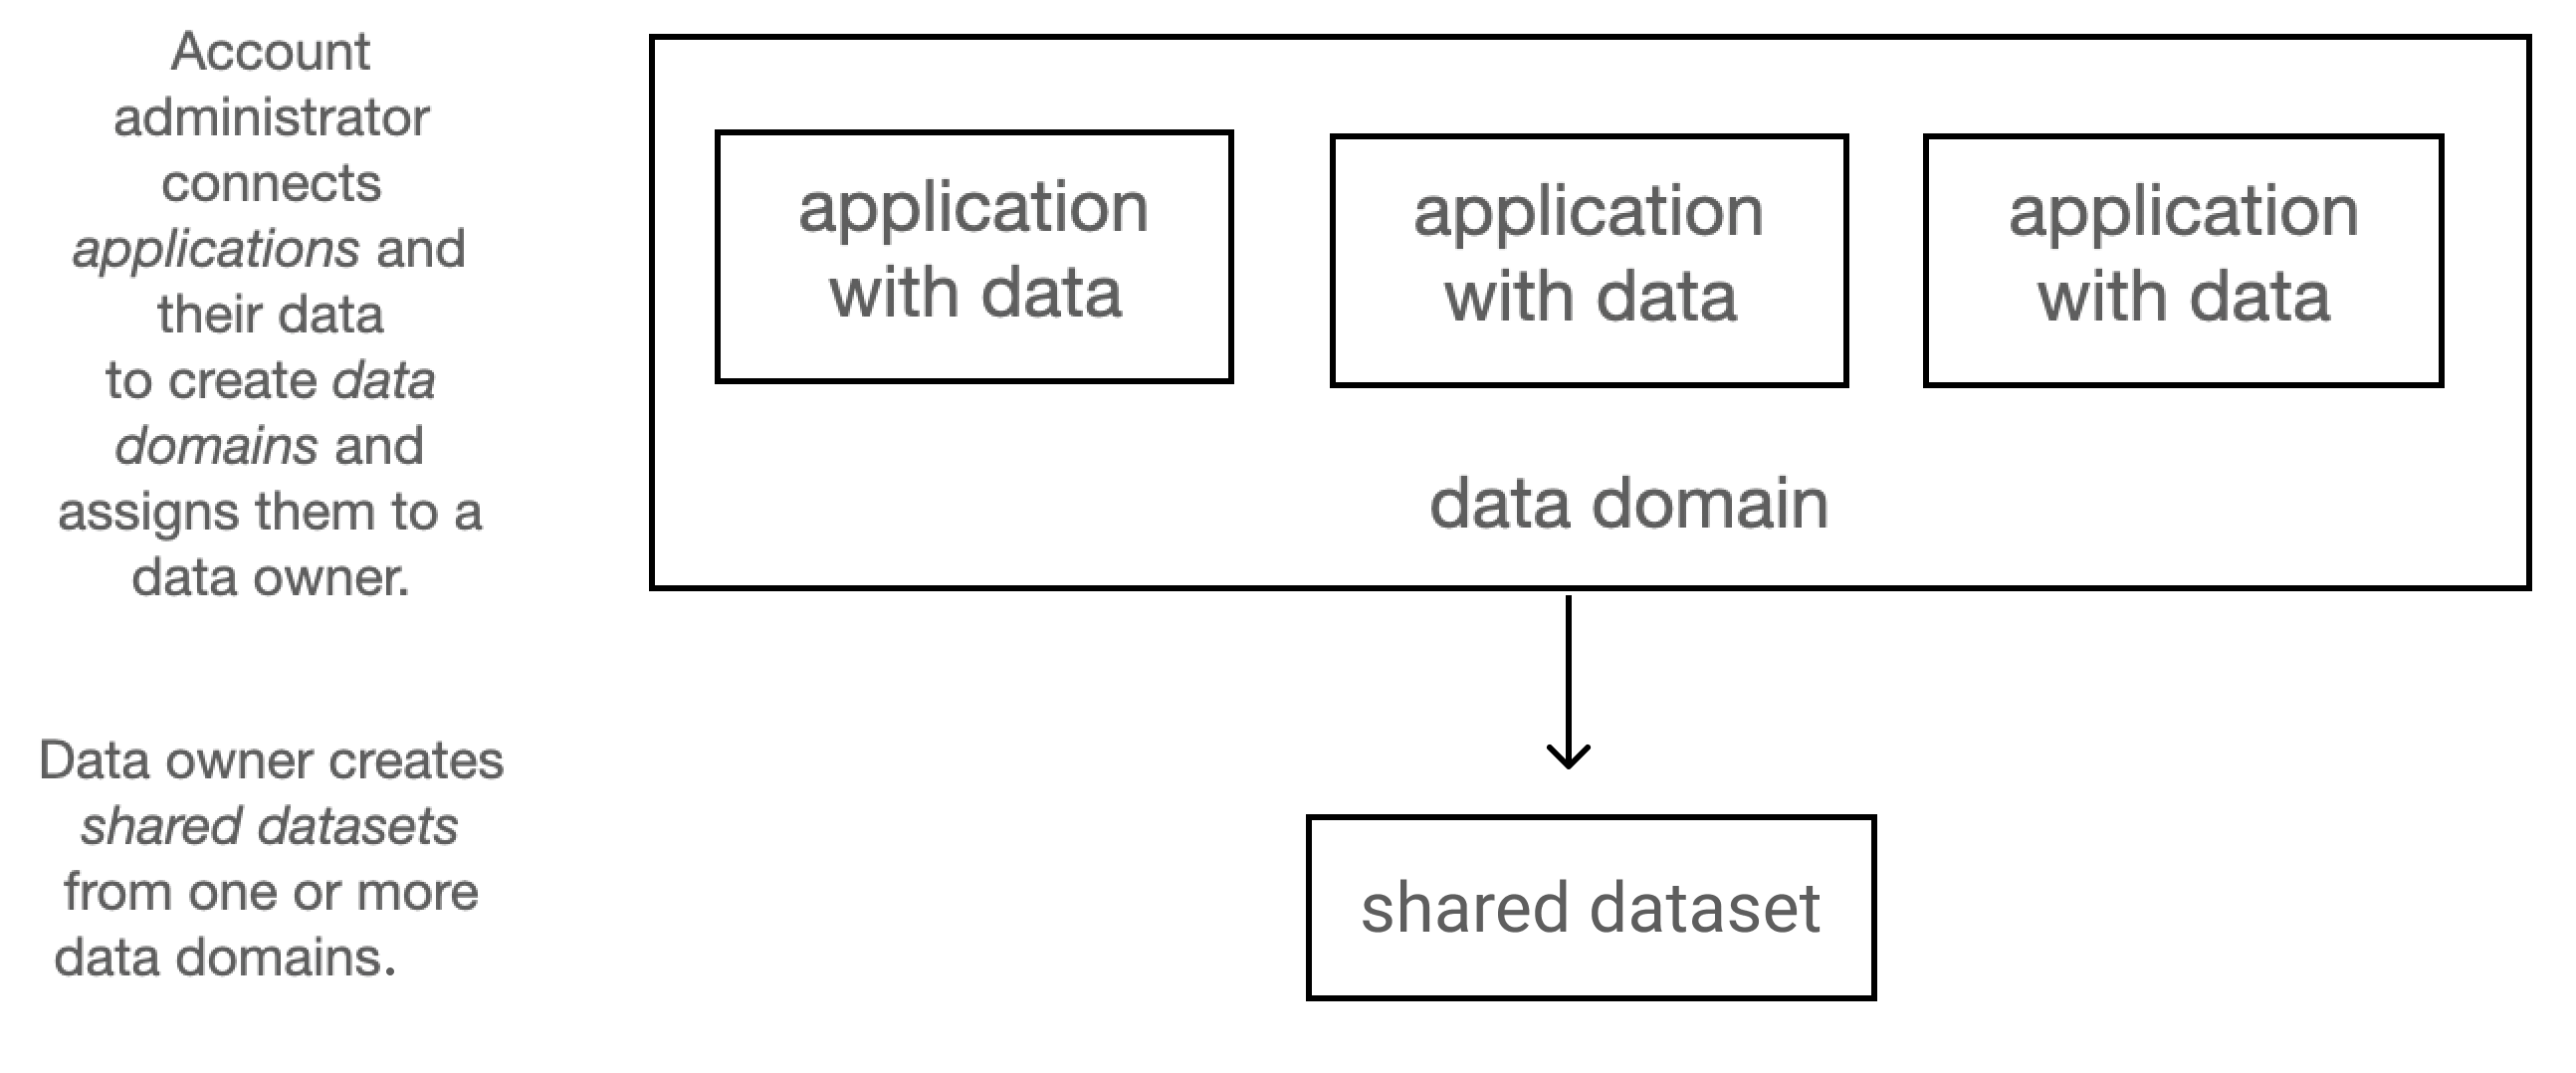 Account
administrator
connects
applications and
their data
to create data
domains and
assigns them to a
data owner.
application
with data
application
with data
application
with data
data domain
Data owner creates
shared datasets
from one or more
data domains.
shared dataset